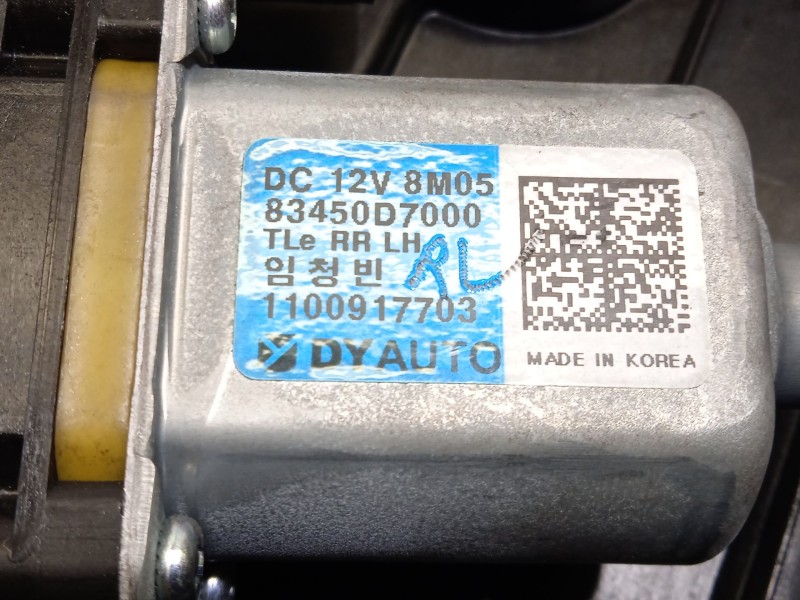 DC 12V 8M05
83450D7000
TLe RR LH
RL
임청빈
1100917703
DYAUTO
MADE IN KOREA